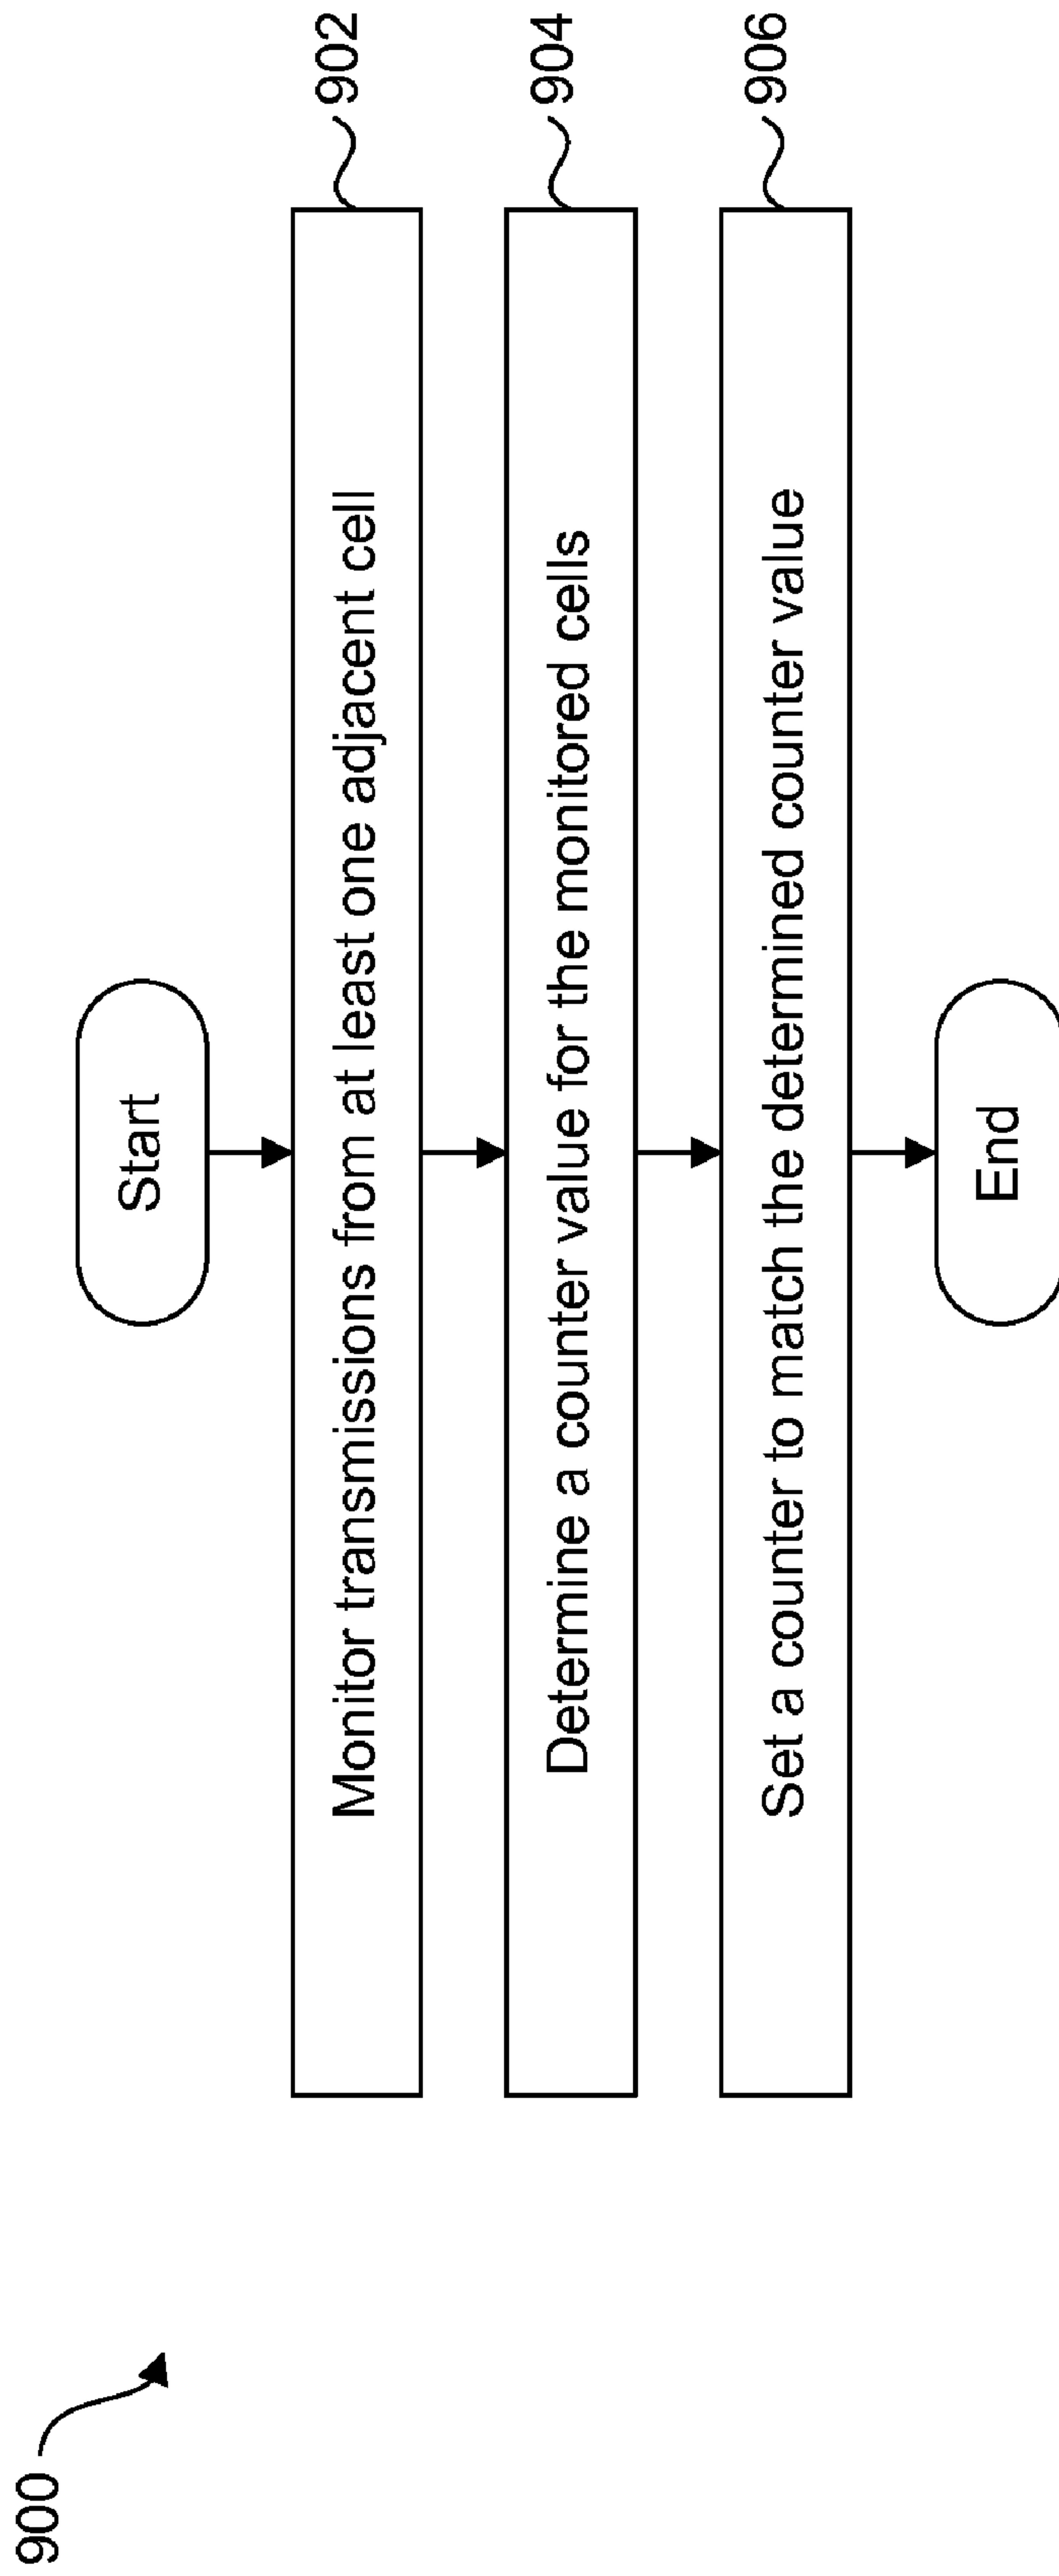 900
Start
Monitor transmissions from at least one adjacent cell
902
Determine a counter value for the monitored cells
904
Set a counter to match the determined counter value
906
End